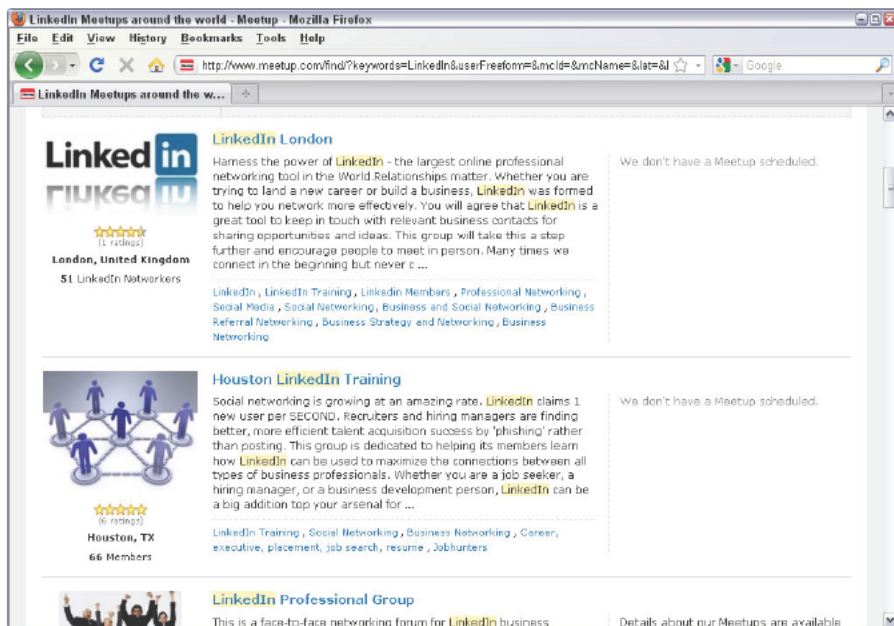 LinkedIn Meetups around the world - Meetup - Mozilla Firefox
File Edit View History Bookmarks Tools Help
http://www.meetup.com/find/?keywords=LinkedIn&userFreeform=&mcId=&mcName=&lat=&l
Google
LinkedIn Meetups around the w...
Linked in
LinkedIn London
Harness the power of LinkedIn - the largest online professional
networking tool in the World.Relationships matter. Whether you are
trying to land a new career or build a business, LinkedIn was formed
to help you network more effectively. You will agree that LinkedIn is a
great tool to keep in touch with relevant business contacts for
sharing opportunities and ideas. This group will take this a step
further and encourage people to meet in person. Many times we
connect in the beginning but never c ...
We don't have a Meetup scheduled.
(1 ratings)
London, United Kingdom
51 LinkedIn Networkers
LinkedIn , LinkedIn Training , Linkedin Members , Professional Networking ,
Social Media , Social Networking, Business and Social Networking , Business
Referral Networking , Business Strategy and Networking , Business
Networking
Houston LinkedIn Training
Social networking is growing at an amazing rate. LinkedIn claims 1
new user per SECOND. Recruiters and hiring managers are finding
better, more efficient talent acquisition success by 'phishing' rather
than posting. This group is dedicated to helping its members learn
how LinkedIn can be used to maximize the connections between all
types of business professionals. Whether you are a job seeker, a
hiring manager, or a business development person, LinkedIn can be
a big addition top your arsenal for ...
We don't have a Meetup scheduled.
(6 ratings)
Houston, TX
66 Members
LinkedIn Training , Social Networking , Business Networking , Career,
executive, placement, job search, resume , Jobhunters
LinkedIn Professional Group
This is a face-to-face networking forum for LinkedIn business
Details about our Meetups are available